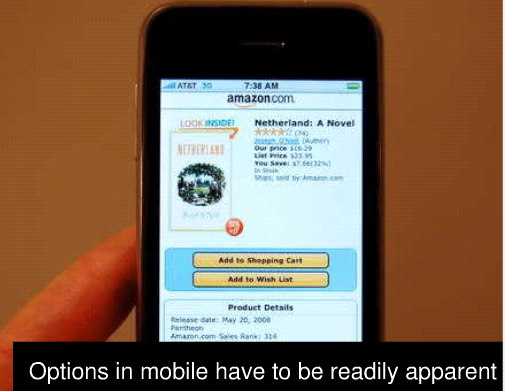 AT&T 3G 7:38 AM
amazon.com
LOOK INSIDE!
NETHERLAND
Netherland: A Novel
(74)
Joseph O'Neill (Author)
Our price $16.29
List Price $23.95
You Save: $7.66(32%)
In Stock
Ships, sold by Amazon.com
off
Add to Shopping Cart
Add to Wish List
Product Details
Release date: May 20, 2008
Pantheon
Amazon.com Sales Rank: 314
Options in mobile have to be readily apparent